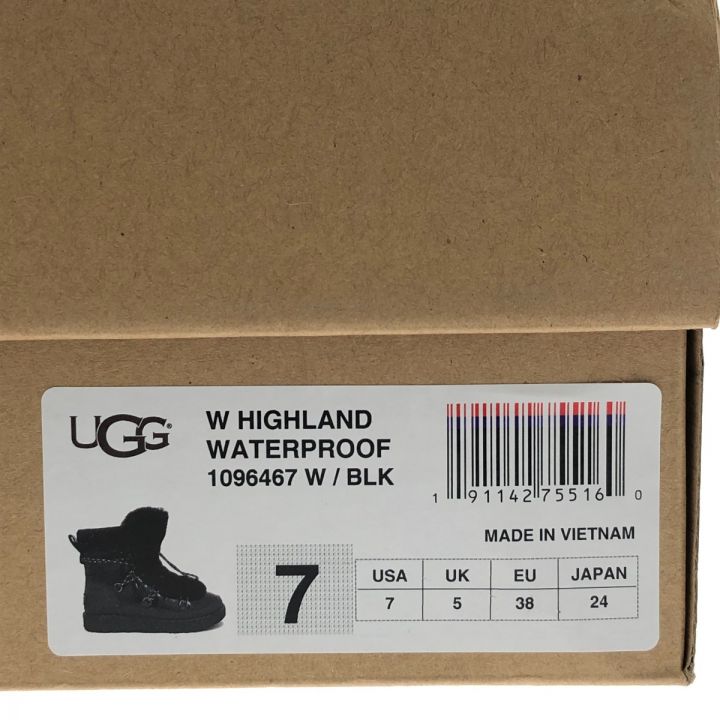 UGG®
W HIGHLAND
WATERPROOF
1096467 W / BLK
1 91142 75516 0
MADE IN VIETNAM
7
USA UK EU JAPAN
7 5 38 24